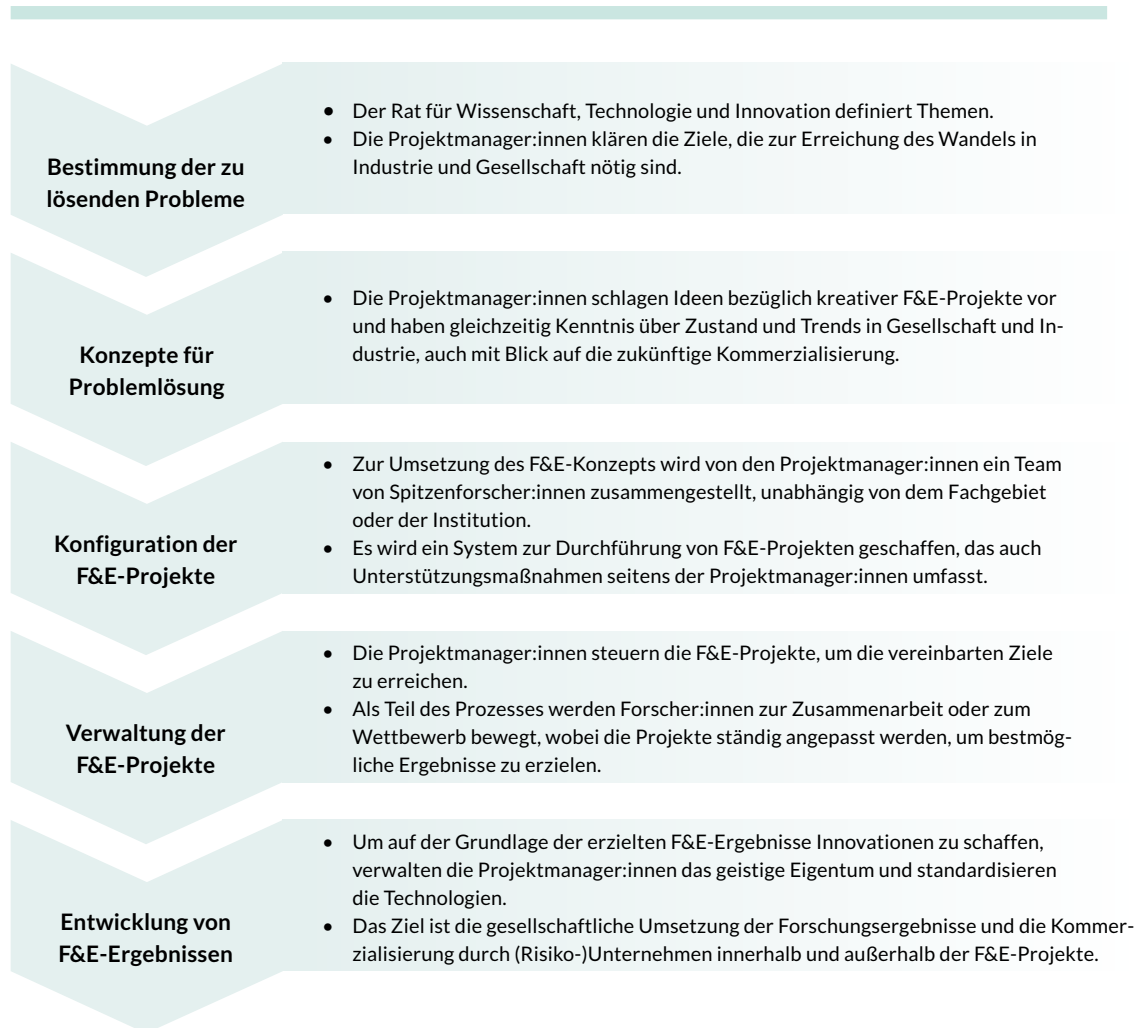 Bestimmung der zu
lösenden Probleme
• Der Rat für Wissenschaft, Technologie und Innovation definiert Themen.
• Die Projektmanager:innen klären die Ziele, die zur Erreichung des Wandels in
Industrie und Gesellschaft nötig sind.
Konzepte für
Problemlösung
• Die Projektmanager:innen schlagen Ideen bezüglich kreativer F&E-Projekte vor
und haben gleichzeitig Kenntnis über Zustand und Trends in Gesellschaft und In-
dustrie, auch mit Blick auf die zukünftige Kommerzialisierung.
Konfiguration der
F&E-Projekte
• Zur Umsetzung des F&E-Konzepts wird von den Projektmanager:innen ein Team
von Spitzenforscher:innen zusammengestellt, unabhängig von dem Fachgebiet
oder der Institution.
• Es wird ein System zur Durchführung von F&E-Projekten geschaffen, das auch
Unterstützungsmaßnahmen seitens der Projektmanager:innen umfasst.
Verwaltung der
F&E-Projekte
• Die Projektmanager:innen steuern die F&E-Projekte, um die vereinbarten Ziele
zu erreichen.
• Als Teil des Prozesses werden Forscher:innen zur Zusammenarbeit oder zum
Wettbewerb bewegt, wobei die Projekte ständig angepasst werden, um bestmög-
liche Ergebnisse zu erzielen.
Entwicklung von
F&E-Ergebnissen
• Um auf der Grundlage der erzielten F&E-Ergebnisse Innovationen zu schaffen,
verwalten die Projektmanager:innen das geistige Eigentum und standardisieren
die Technologien.
• Das Ziel ist die gesellschaftliche Umsetzung der Forschungsergebnisse und die Kommer-
zialisierung durch (Risiko-)Unternehmen innerhalb und außerhalb der F&E-Projekte.